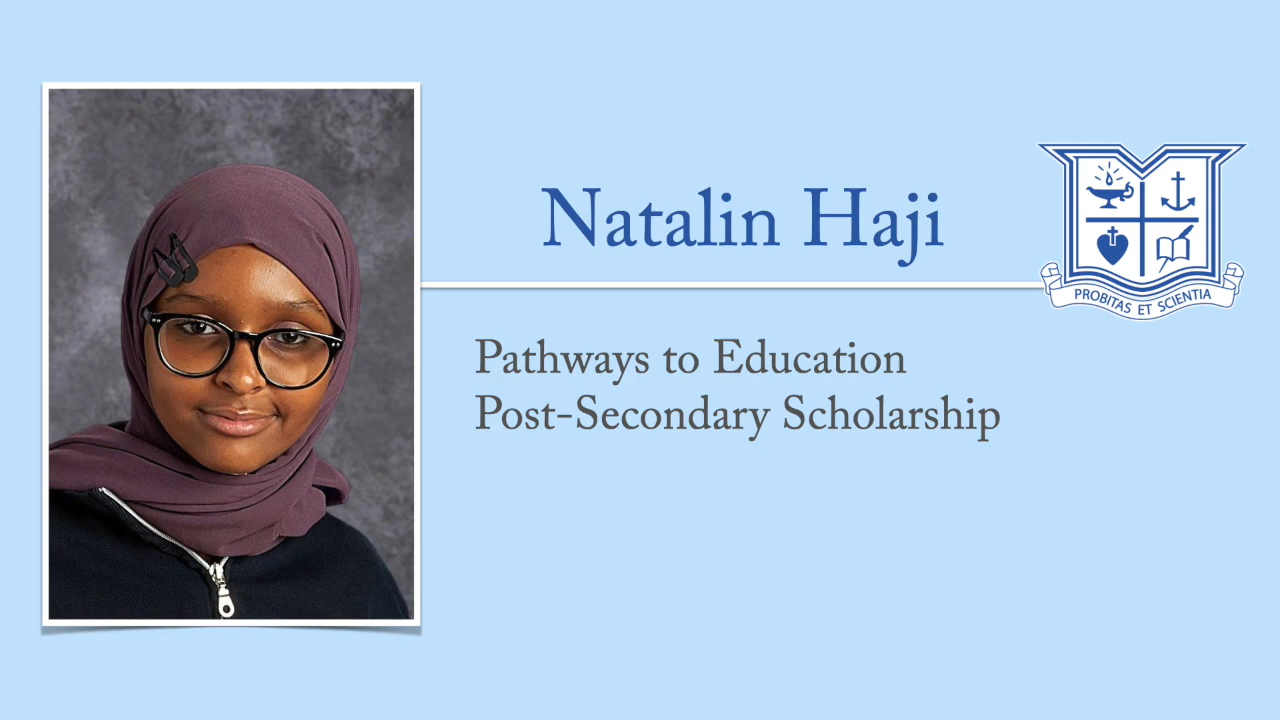 Natalin Haji
PROBITAS ET SCIENTIA
Pathways to Education
Post-Secondary Scholarship